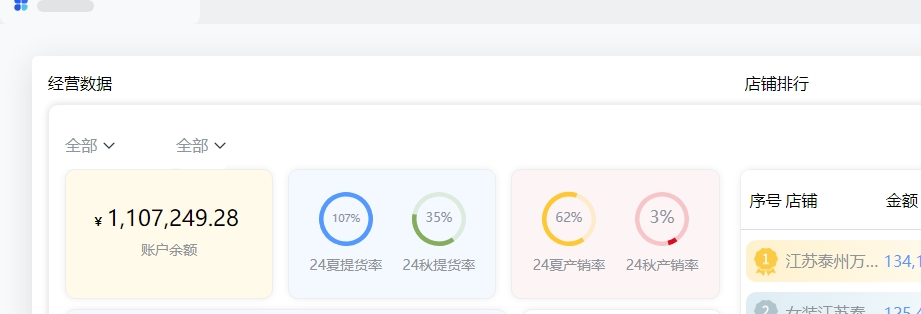 经营数据
店铺排行
全部 全部
¥ 1,107,249.28
账户余额
107% 35%
24夏提货率 24秋提货率
62% 3%
24夏产销率 24秋产销率
序号 店铺 金额
1 江苏泰州万... 134,1
2 女装江苏泰